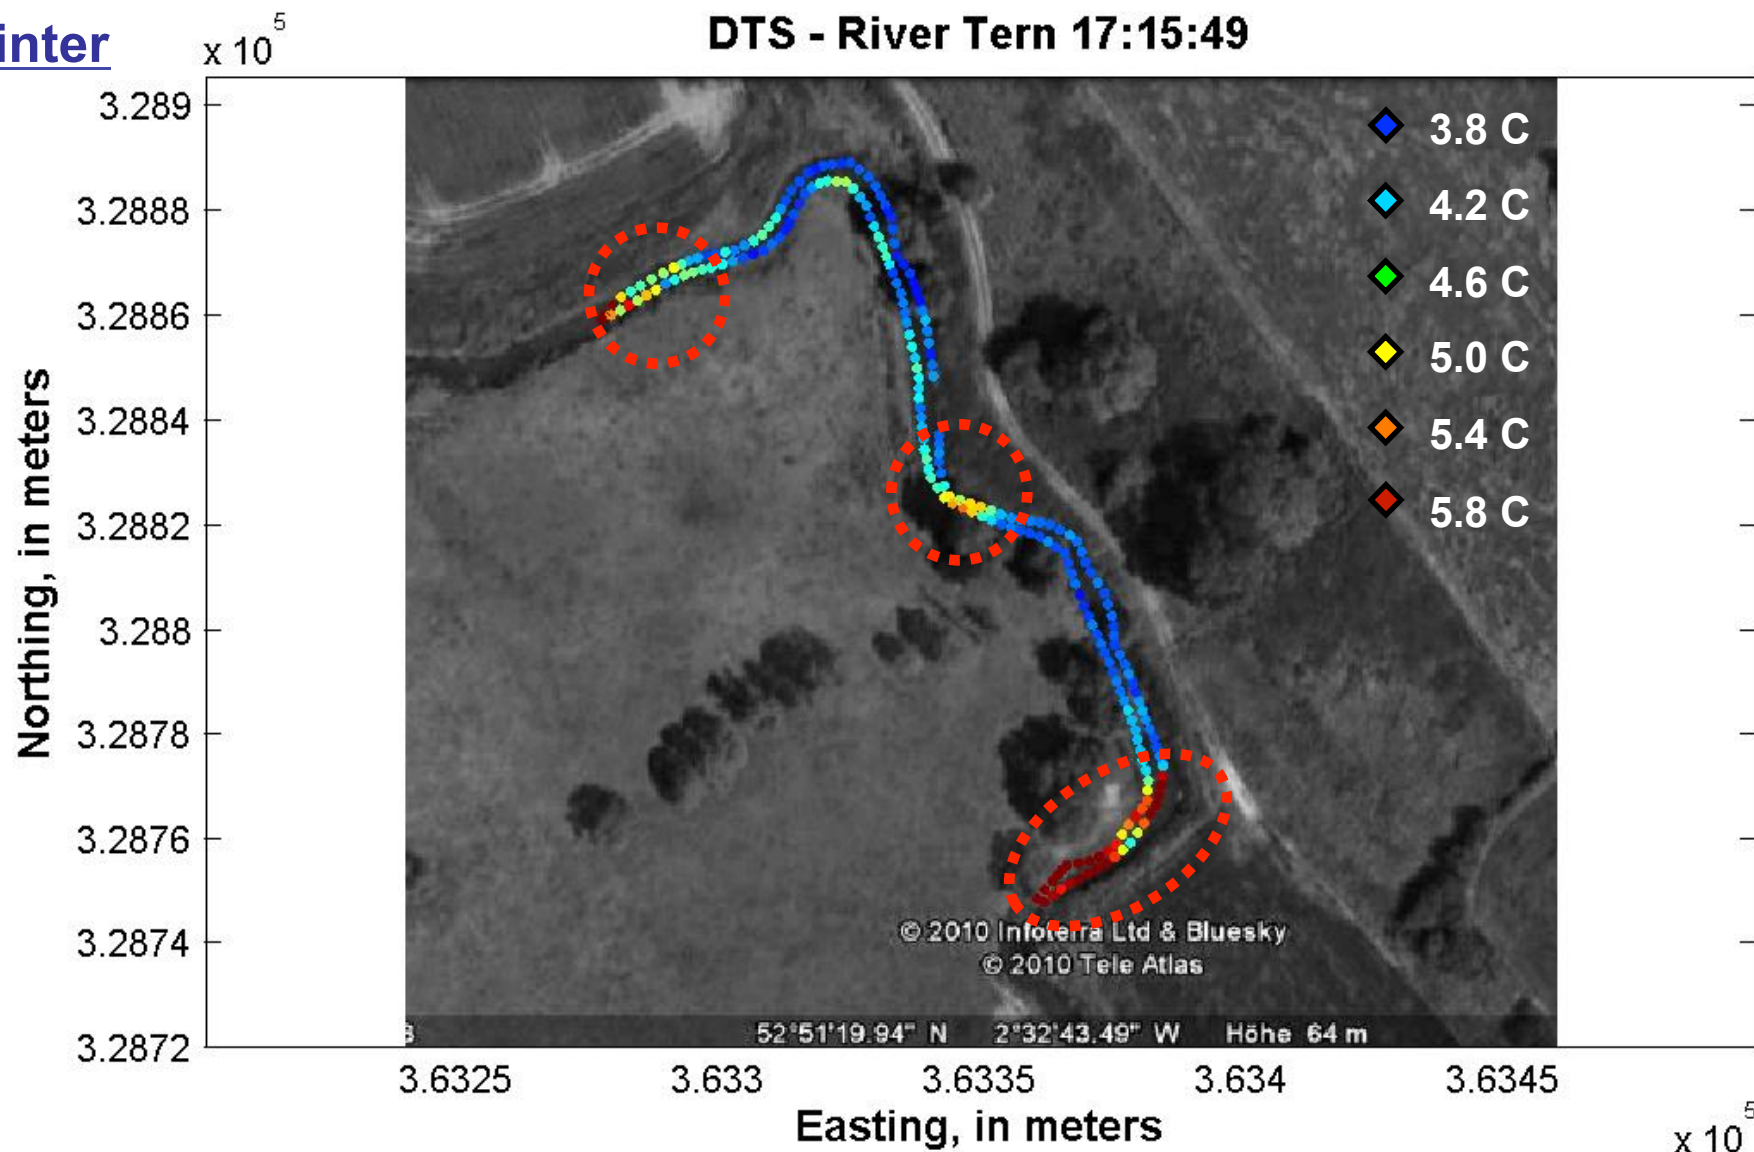 inter
x 10 5
DTS - River Tern 17:15:49
3.289
3.2888
3.2886
3.2884
3.2882
3.288
3.2878
3.2876
3.2874
3.2872
Northing, in meters
3.8 C
4.2 C
4.6 C
5.0 C
5.4 C
5.8 C
© 2010 Infoterra Ltd & Bluesky
© 2010 Tele Atlas
52°51'19.94" N 2°32'43.49" W Höhe 64 m
3.6325 3.633 3.6335 3.634 3.6345
Easting, in meters
x 10 5